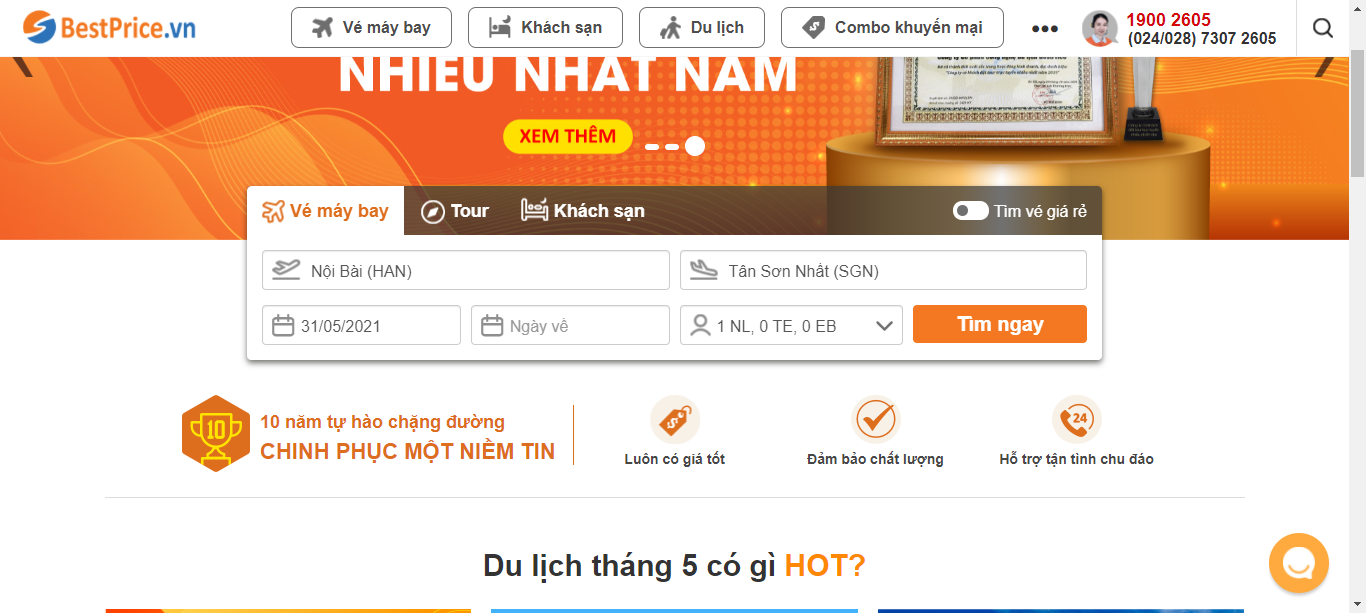 BestPrice.vn
Vé máy bay
Khách sạn
Du lịch
Combo khuyến mại
1900 2605
(024/028) 7307 2605
NHIỀU NHẤT NĂM
XEM THÊM
Vé máy bay
Tour
Khách sạn
Tìm vé giá rẻ
Nội Bài (HAN)
Tân Sơn Nhất (SGN)
31/05/2021
Ngày về
1 NL, 0 TE, 0 EB
Tìm ngay
10
10 năm tự hào chặng đường
CHINH PHỤC MỘT NIỀM TIN
24
Luôn có giá tốt
Đảm bảo chất lượng
Hỗ trợ tận tình chu đáo
Du lịch tháng 5 có gì HOT?